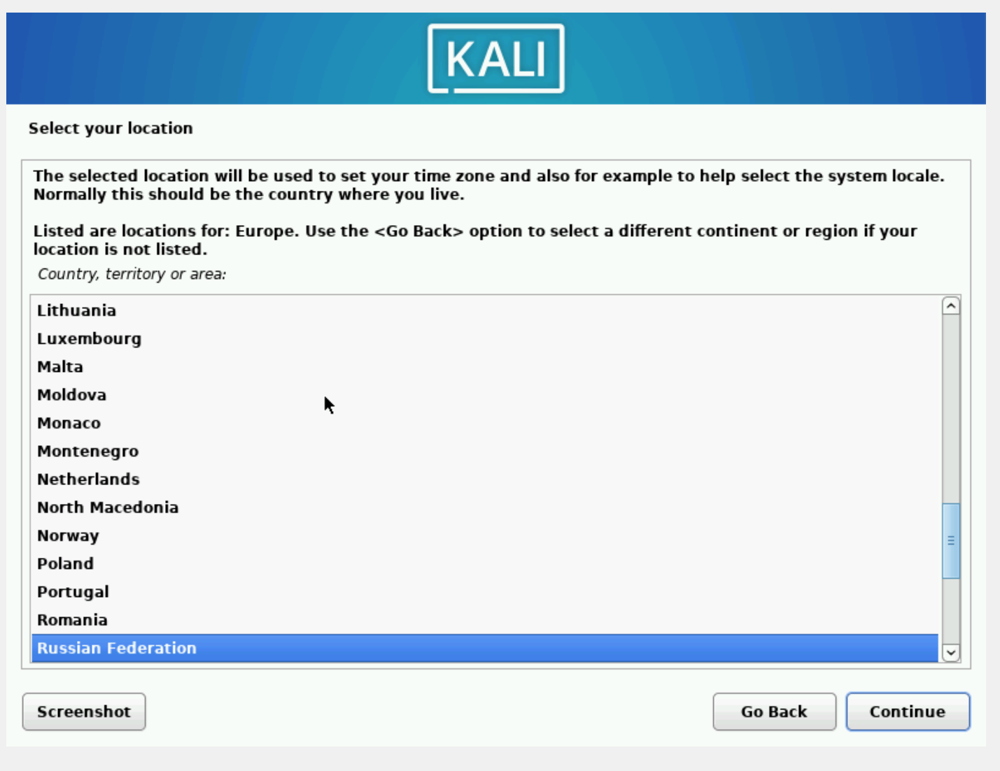 KALI
Select your location
The selected location will be used to set your time zone and also for example to help select the system locale.
Normally this should be the country where you live.
Listed are locations for: Europe. Use the <Go Back> option to select a different continent or region if your
location is not listed.
Country, territory or area:
Lithuania
Luxembourg
Malta
Moldova
Monaco
Montenegro
Netherlands
North Macedonia
Norway
Poland
Portugal
Romania
Russian Federation
Screenshot
Go Back
Continue